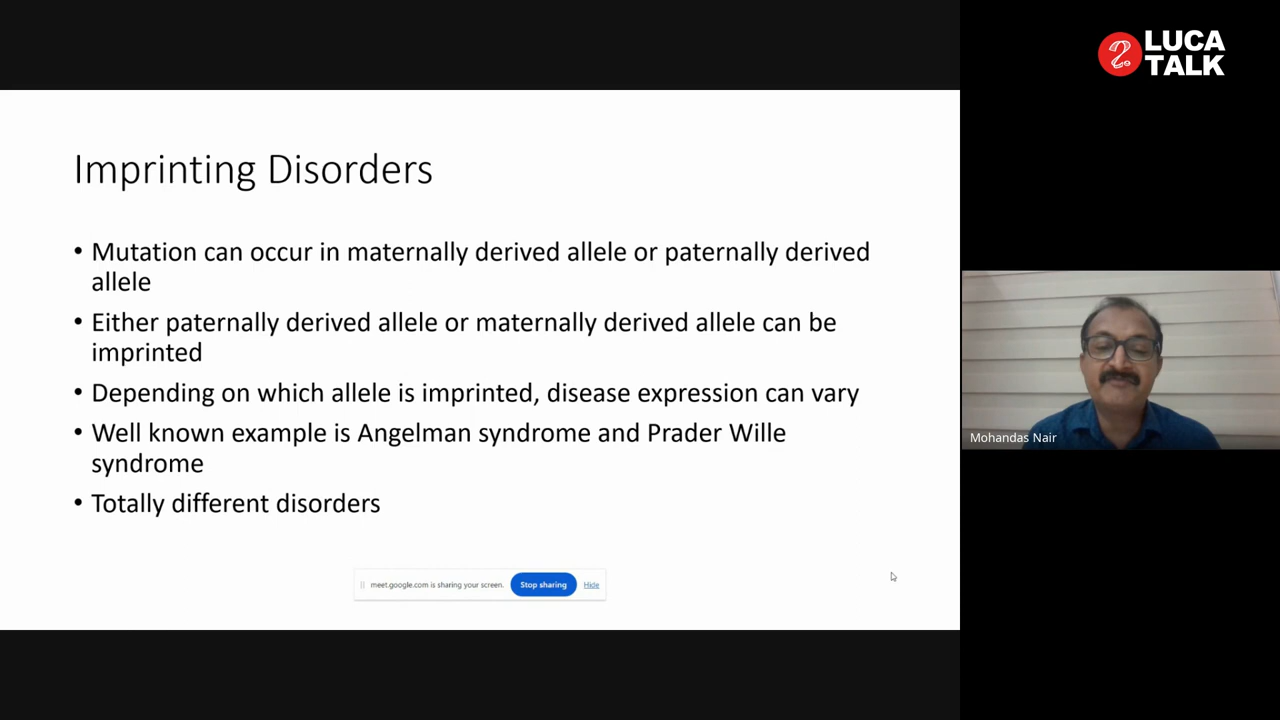 LUCA
TALK
Imprinting Disorders
• Mutation can occur in maternally derived allele or paternally derived
allele
• Either paternally derived allele or maternally derived allele can be
imprinted
• Depending on which allele is imprinted, disease expression can vary
• Well known example is Angelman syndrome and Prader Wille
syndrome
• Totally different disorders
Mohandas Nair
meet.google.com is sharing your screen. Stop sharing Hide